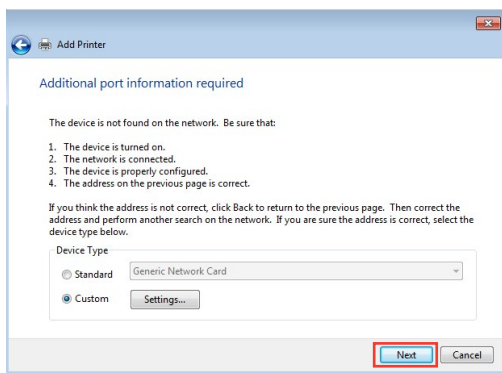 Add Printer
Additional port information required
The device is not found on the network. Be sure that:
1. The device is turned on.
2. The network is connected.
3. The device is properly configured.
4. The address on the previous page is correct.
If you think the address is not correct, click Back to return to the previous page. Then correct the
address and perform another search on the network. If you are sure the address is correct, select the
device type below.
Device Type
Standard Generic Network Card
Custom Settings...
Next Cancel